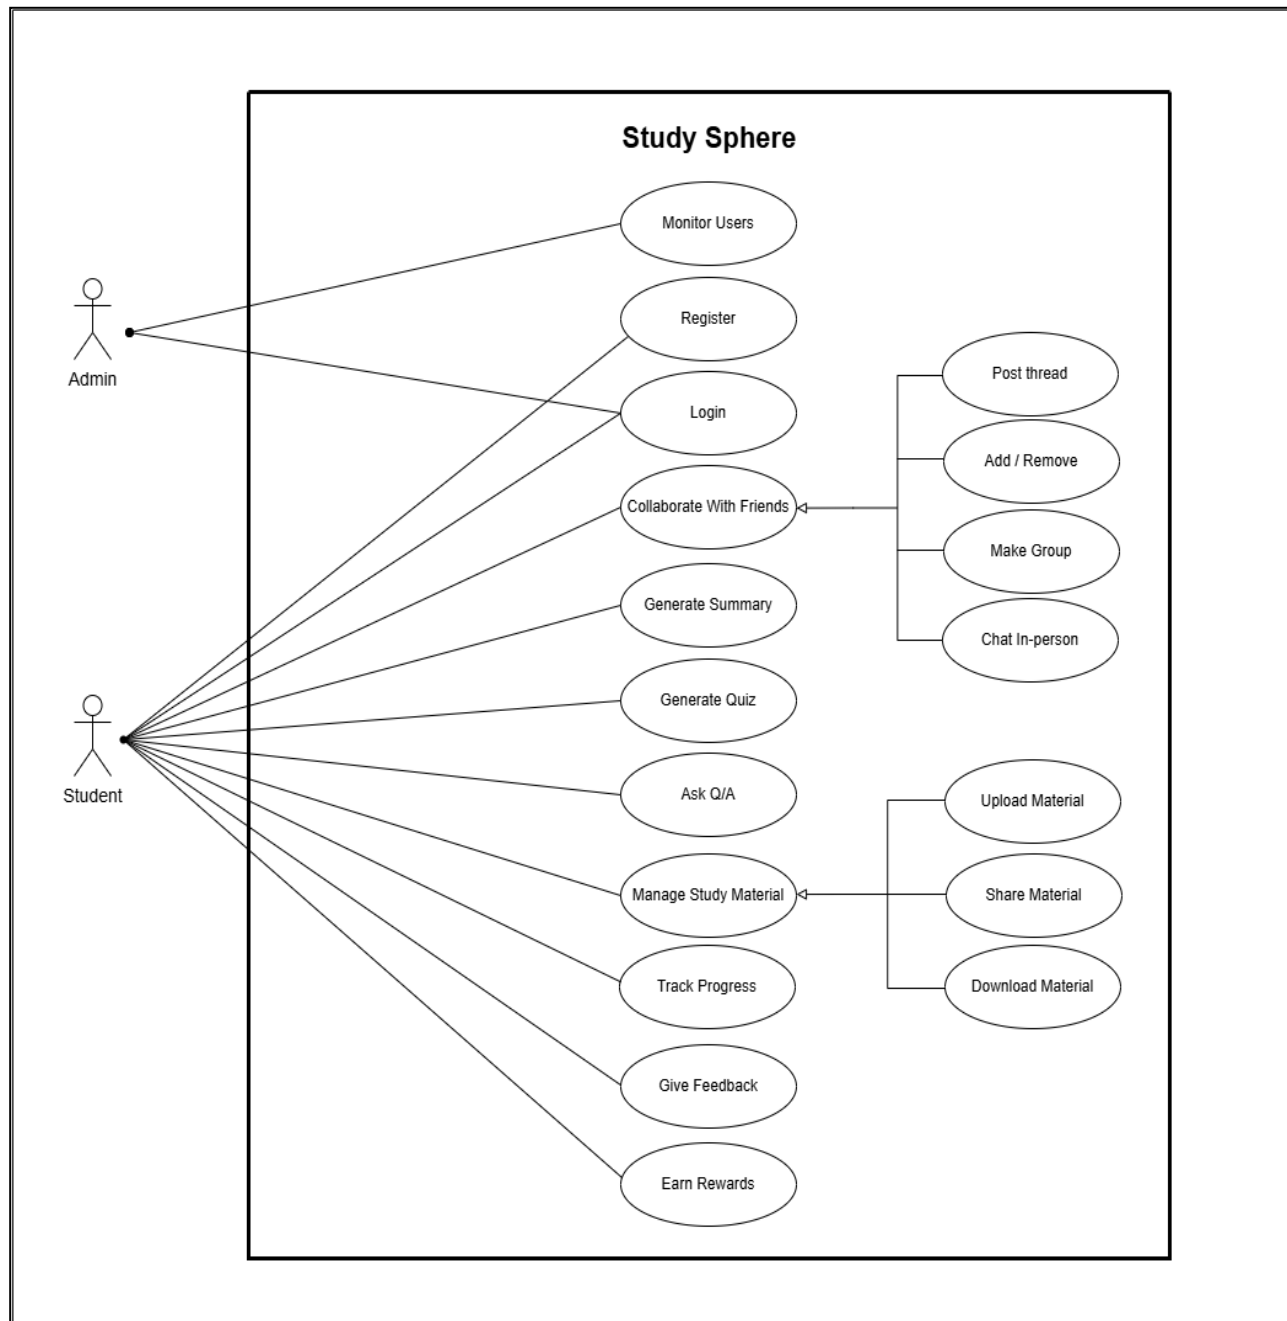 Study Sphere
Monitor Users
Register
Admin
Login
Post thread
Add / Remove
Collaborate With Friends
Make Group
Generate Summary
Chat In-person
Generate Quiz
Student
Ask Q/A
Upload Material
Manage Study Material
Share Material
Track Progress
Download Material
Give Feedback
Earn Rewards